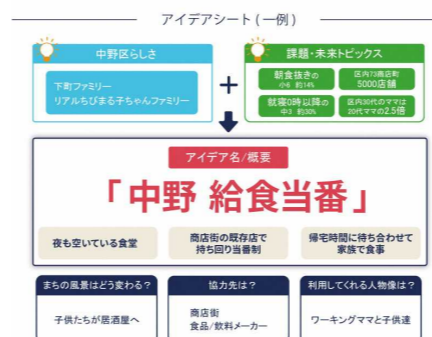 アイデアシート(一例)
中野区らしさ
下町ファミリー
リアルちびまる子ちゃんファミリー
+
課題・未来トピックス
朝食抜きの
小6 約14%
区内73商店町
5000店舗
就寝0時以降の
中3 約30%
区内30代のママは
20代ママの2.5倍
アイデア名/概要
「中野 給食当番」
夜も空いている食堂
商店街の既存店で
持ち回り当番制
帰宅時間に待ち合わせて
家族で食事
まちの風景はどう変わる?
子供たちが居酒屋へ
協力先は?
商店街
食品/飲料メーカー
利用してくれる人物像は?
ワーキングママと子供達